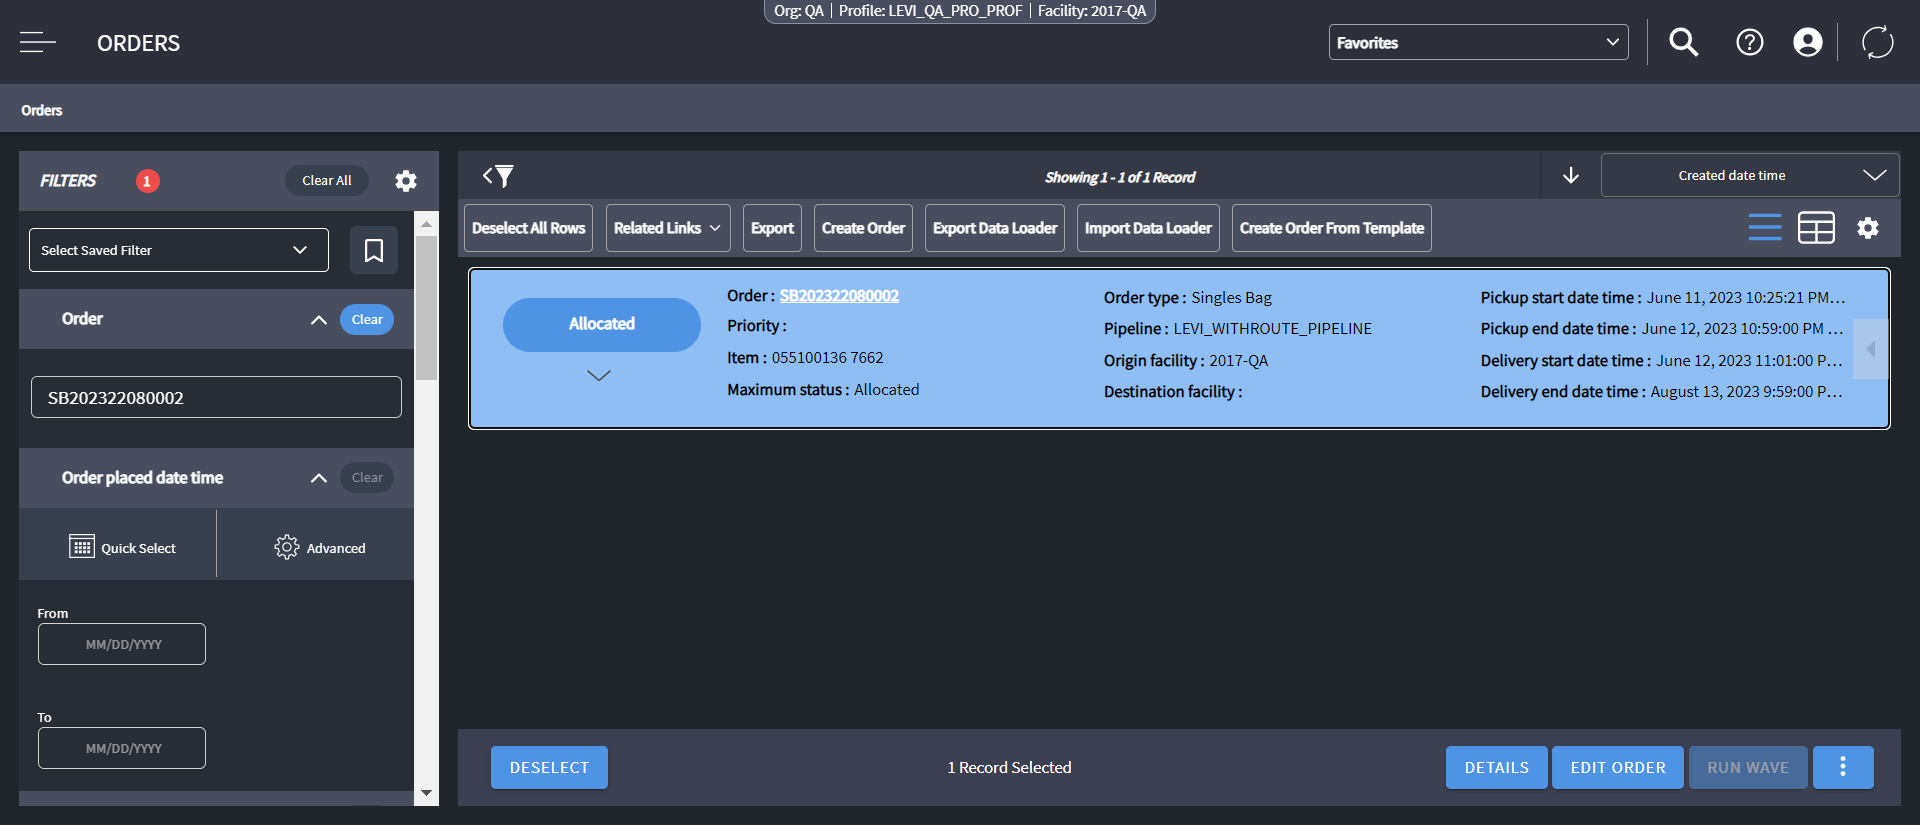 Org: QA | Profile: LEVI_QA_PRO_PROF | Facility: 2017-QA
ORDERS
Favorites
Orders
FILTERS 1 Clear All
Select Saved Filter
Order Clear
SB202322080002
Order placed date time Clear
Quick Select Advanced
From
MM/DD/YYYY
To
MM/DD/YYYY
Showing 1 - 1 of 1 Record
Created date time
Deselect All Rows Related Links Export Create Order Export Data Loader Import Data Loader Create Order From Template
Allocated
Order : SB202322080002
Priority :
Item : 055100136 7662
Maximum status : Allocated
Order type : Singles Bag
Pipeline : LEVI_WITHROUTE_PIPELINE
Origin facility : 2017-QA
Destination facility :
Pickup start date time : June 11, 2023 10:25:21 PM…
Pickup end date time : June 12, 2023 10:59:00 PM …
Delivery start date time : June 12, 2023 11:01:00 P…
Delivery end date time : August 13, 2023 9:59:00 P…
DESELECT 1 Record Selected DETAILS EDIT ORDER RUN WAVE